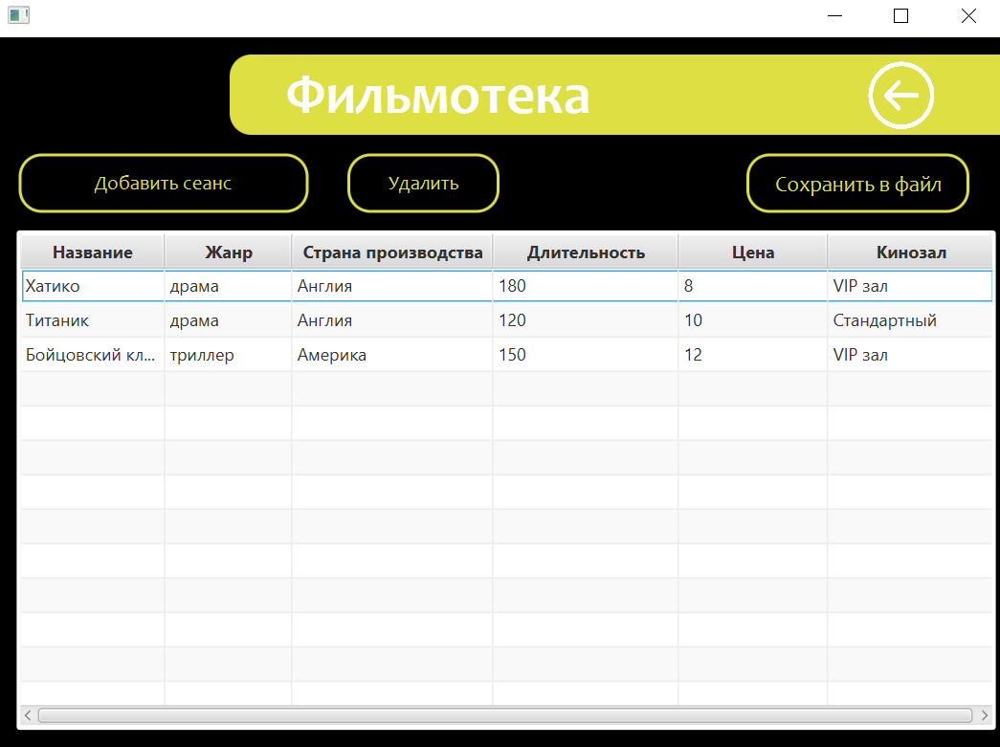 Фильмотека
Добавить сеанс Удалить Сохранить в файл
Название Жанр Страна производства Длительность Цена Кинозал
Хатико драма Англия 180 8 VIP зал
Титаник драма Англия 120 10 Стандартный
Бойцовский кл... триллер Америка 150 12 VIP зал